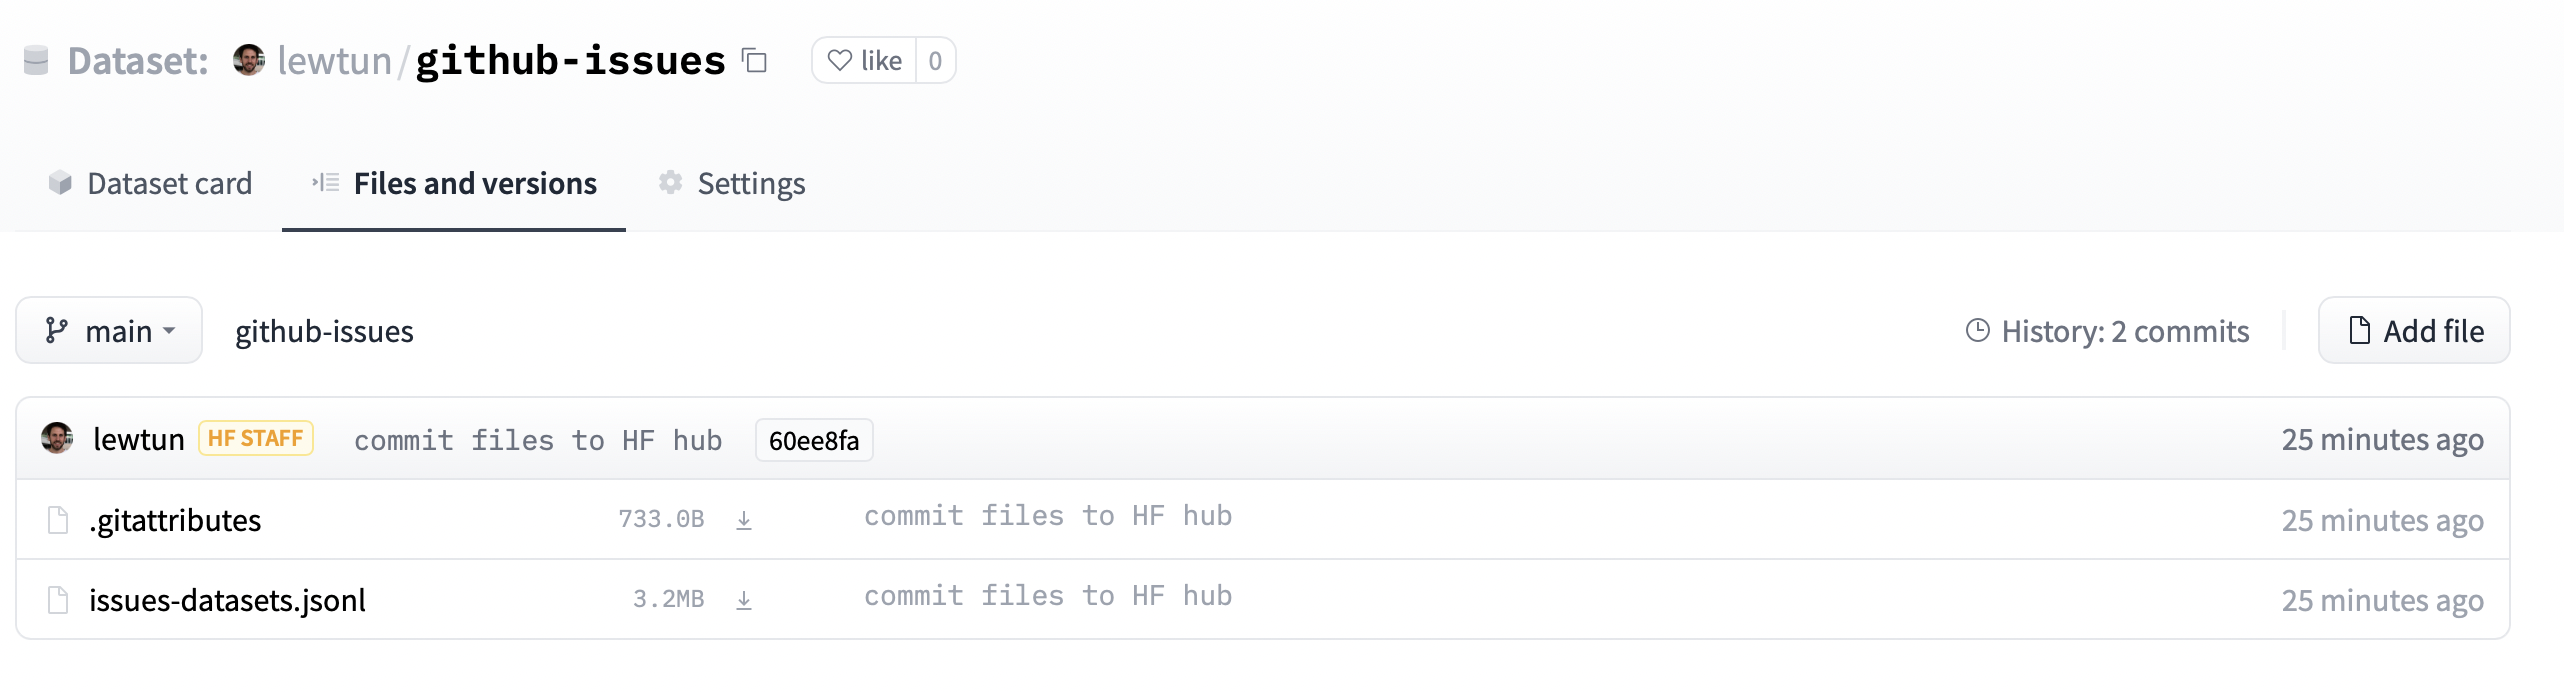 Dataset: lewtun/github-issues like 0
Dataset card Files and versions Settings
main github-issues History: 2 commits Add file
lewtun HF STAFF commit files to HF hub 60ee8fa 25 minutes ago
.gitattributes 733.0B commit files to HF hub 25 minutes ago
issues-datasets.jsonl 3.2MB commit files to HF hub 25 minutes ago